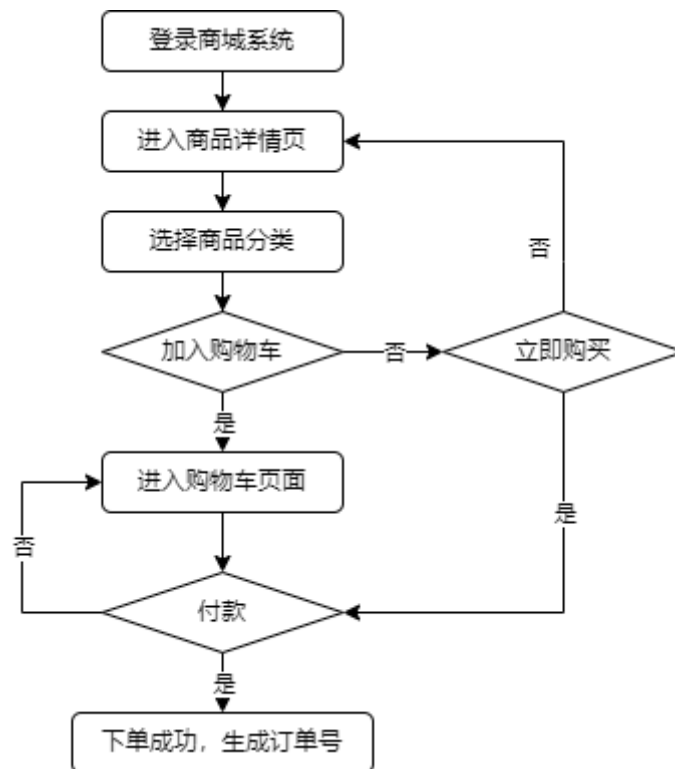 登录商城系统
进入商品详情页
选择商品分类
否
加入购物车
否
立即购买
是
进入购物车页面
是
否
付款
是
下单成功，生成订单号